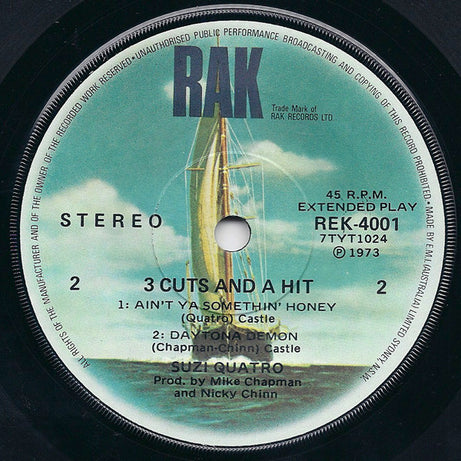 ALL RIGHTS OF THE MANUFACTURER AND OF THE OWNER OF THE RECORDED WORK RESERVED • UNAUTHORISED PUBLIC PERFORMANCE BROADCASTING AND COPYING OF THIS RECORD PROHIBITED. • MADE BY E.M.I. (AUSTRALIA) LIMITED SYDNEY N.S.W.
RAK
Trade Mark of
RAK RECORDS LTD.
STEREO
45 R.P.M.
EXTENDED PLAY
REK-4001
7TYT1024
℗ 1973
2 3 CUTS AND A HIT 2
1: AIN'T YA SOMETHIN' HONEY
(Quatro) Castle
2: DAYTONA DEMON
(Chapman-Chinn) Castle
SUZI QUATRO
Prod. by Mike Chapman
and Nicky Chinn